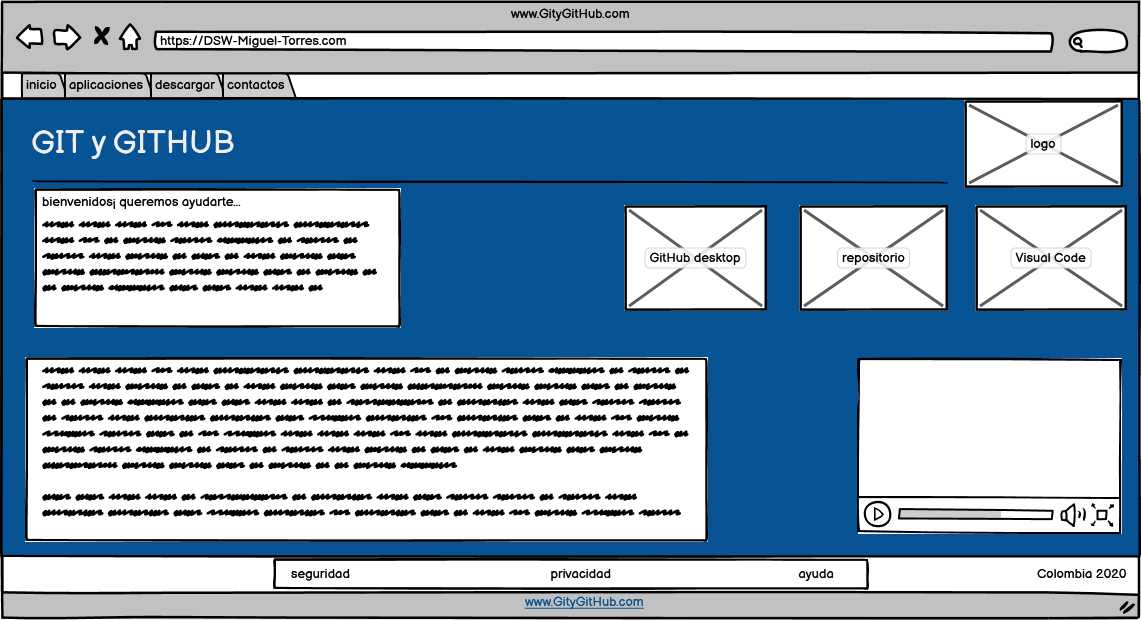 www.GityGitHub.com
https://DSW-Miguel-Torres.com
inicio aplicaciones descargar contactos
GIT y GITHUB
logo
bienvenidos¡ queremos ayudarte...
GitHub desktop repositorio Visual Code
seguridad privacidad ayuda Colombia 2020
www.GityGitHub.com